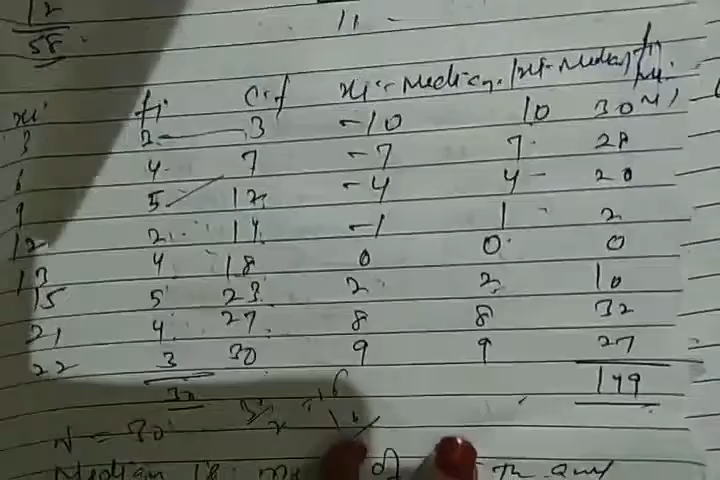 12
58
11 -
xi fi C.f xi - Median |xi - Median| fi
3 3 -10 10 30
6 4 7 -7 7 28
9 5 12 -4 4 20
12 2 14 -1 1 2
13 4 18 0 0 0
15 5 23 2 2 10
21 4 27 8 8 32
22 3 30 9 9 27
149
N = 30
Median is of Th